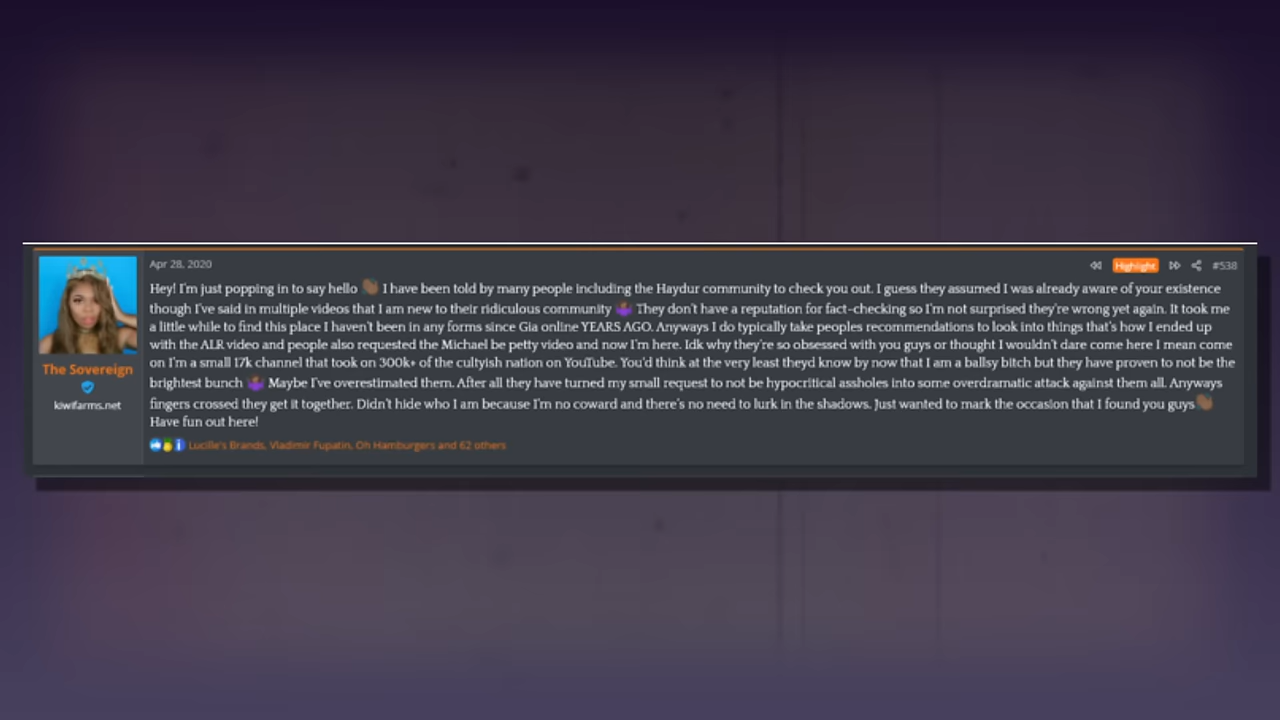 Apr 28, 2020
Highlight
#538
Hey! I'm just popping in to say hello 👋🏾 I have been told by many people including the Haydur community to check you out. I guess they assumed I was already aware of your existence
though I've said in multiple videos that I am new to their ridiculous community 🤷🏾‍♀️ They don't have a reputation for fact-checking so I'm not surprised they're wrong yet again. It took me
a little while to find this place I haven't been in any forms since Gia online YEARS AGO. Anyways I do typically take peoples recommendations to look into things that's how I ended up
with the ALR video and people also requested the Michael be petty video and now I'm here. Idk why they're so obsessed with you guys or thought I wouldn't dare come here I mean come
on I'm a small 17k channel that took on 300k+ of the cultyish nation on YouTube. You'd think at the very least theyd know by now that I am a ballsy bitch but they have proven to not be the
brightest bunch 🤷🏾‍♀️ Maybe I've overestimated them. After all they have turned my small request to not be hypocritical assholes into some overdramatic attack against them all. Anyways
fingers crossed they get it together. Didn't hide who I am because I'm no coward and there's no need to lurk in the shadows. Just wanted to mark the occasion that I found you guys👋🏾
Have fun out here!
Lucille's Brands, Vladimir Fupatin, Oh Hamburgers and 62 others
The Sovereign
kiwifarms.net